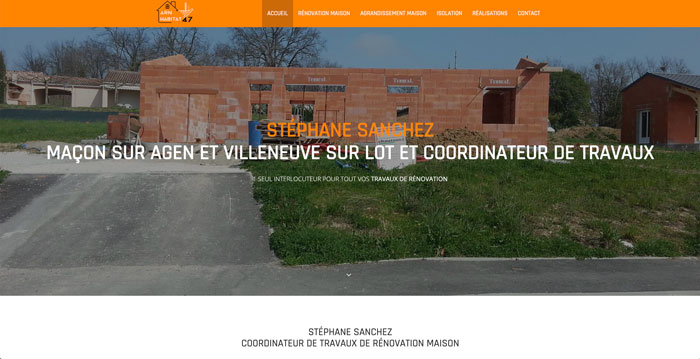 ARM
HABITAT 47
ACCUEIL RÉNOVATION MAISON AGRANDISSEMENT MAISON ISOLATION RÉALISATIONS CONTACT
STÉPHANE SANCHEZ
MAÇON SUR AGEN ET VILLENEUVE SUR LOT ET COORDINATEUR DE TRAVAUX
1 SEUL INTERLOCUTEUR POUR TOUT VOS TRAVAUX DE RÉNOVATION
STÉPHANE SANCHEZ
COORDINATEUR DE TRAVAUX DE RÉNOVATION MAISON